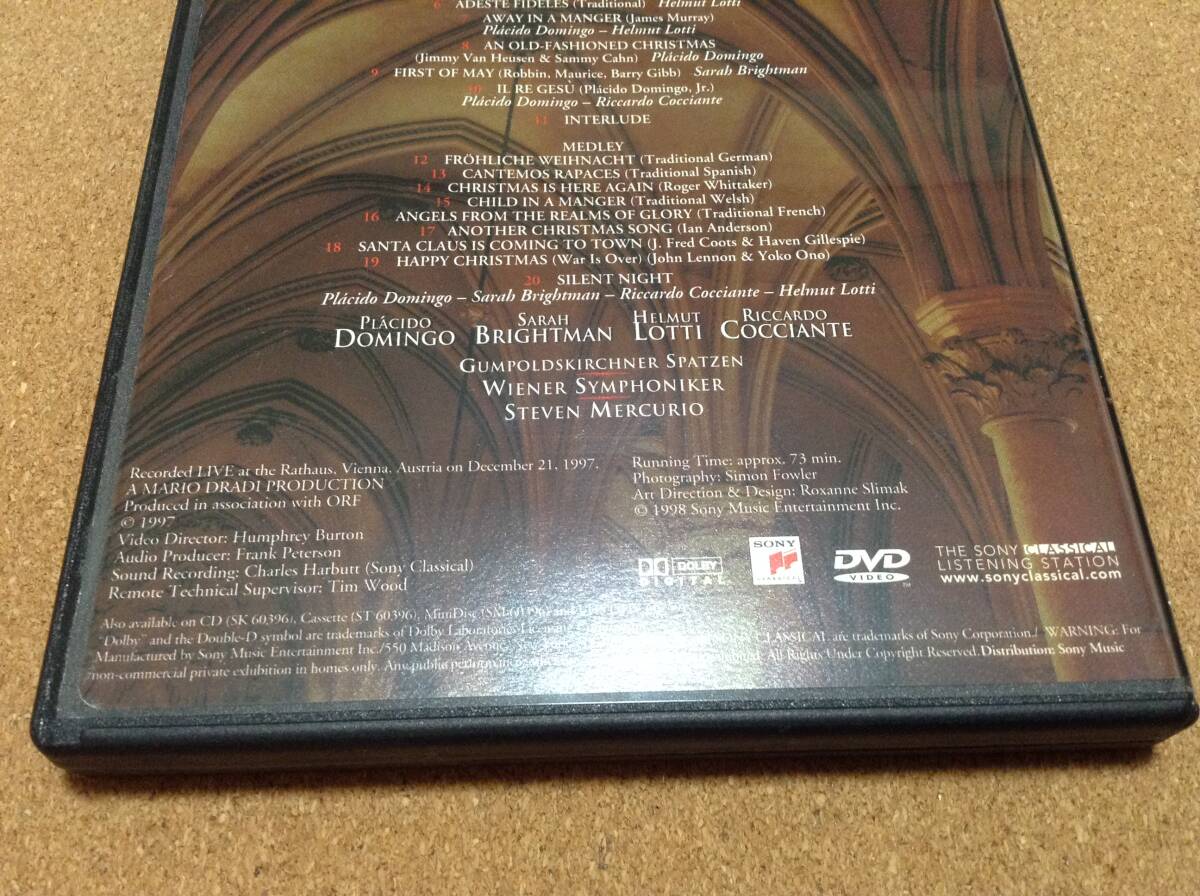 6 ADESTE FIDELES (Traditional) Helmut Lotti
7 AWAY IN A MANGER (James Murray)
Plácido Domingo – Helmut Lotti
8 AN OLD-FASHIONED CHRISTMAS
(Jimmy Van Heusen & Sammy Cahn) Plácido Domingo
9 FIRST OF MAY (Robbin, Maurice, Barry Gibb) Sarah Brightman
10 IL RE GESÙ (Plácido Domingo, Jr.)
Plácido Domingo – Riccardo Cocciante
11 INTERLUDE
MEDLEY
12 FRÖHLICHE WEIHNACHT (Traditional German)
13 CANTEMOS RAPACES (Traditional Spanish)
14 CHRISTMAS IS HERE AGAIN (Roger Whittaker)
15 CHILD IN A MANGER (Traditional Welsh)
16 ANGELS FROM THE REALMS OF GLORY (Traditional French)
17 ANOTHER CHRISTMAS SONG (Ian Anderson)
18 SANTA CLAUS IS COMING TO TOWN (J. Fred Coots & Haven Gillespie)
19 HAPPY CHRISTMAS (War Is Over) (John Lennon & Yoko Ono)
20 SILENT NIGHT
Plácido Domingo – Sarah Brightman – Riccardo Cocciante – Helmut Lotti
PLÁCIDO DOMINGO
SARAH BRIGHTMAN
HELMUT LOTTI
RICCARDO COCCIANTE
GUMPOLDSKIRCHNER SPATZEN
WIENER SYMPHONIKER
STEVEN MERCURIO
Recorded LIVE at the Rathaus, Vienna, Austria on December 21, 1997.
A MARIO DRADI PRODUCTION
Produced in association with ORF
© 1997
Video Director: Humphrey Burton
Audio Producer: Frank Peterson
Sound Recording: Charles Harbutt (Sony Classical)
Remote Technical Supervisor: Tim Wood
Running Time: approx. 73 min.
Photography: Simon Fowler
Art Direction & Design: Roxanne Slimak
© 1998 Sony Music Entertainment Inc.
DOLBY
DIGITAL
SONY
CLASSICAL
DVD
VIDEO
TM
THE SONY CLASSICAL
LISTENING STATION
www.sonyclassical.com
Also available on CD (SK 60396), Cassette (ST 60396), MiniDisc and
"Dolby" and the Double-D symbol are trademarks of Dolby Laboratories CLASSICAL are trademarks of Sony Corporation./ WARNING: For
Manufactured by Sony Music Entertainment Inc./550 Madison Avenue, All Rights Under Copyright Reserved. Distribution: Sony Music
non-commercial private exhibition in homes only. Any public performance